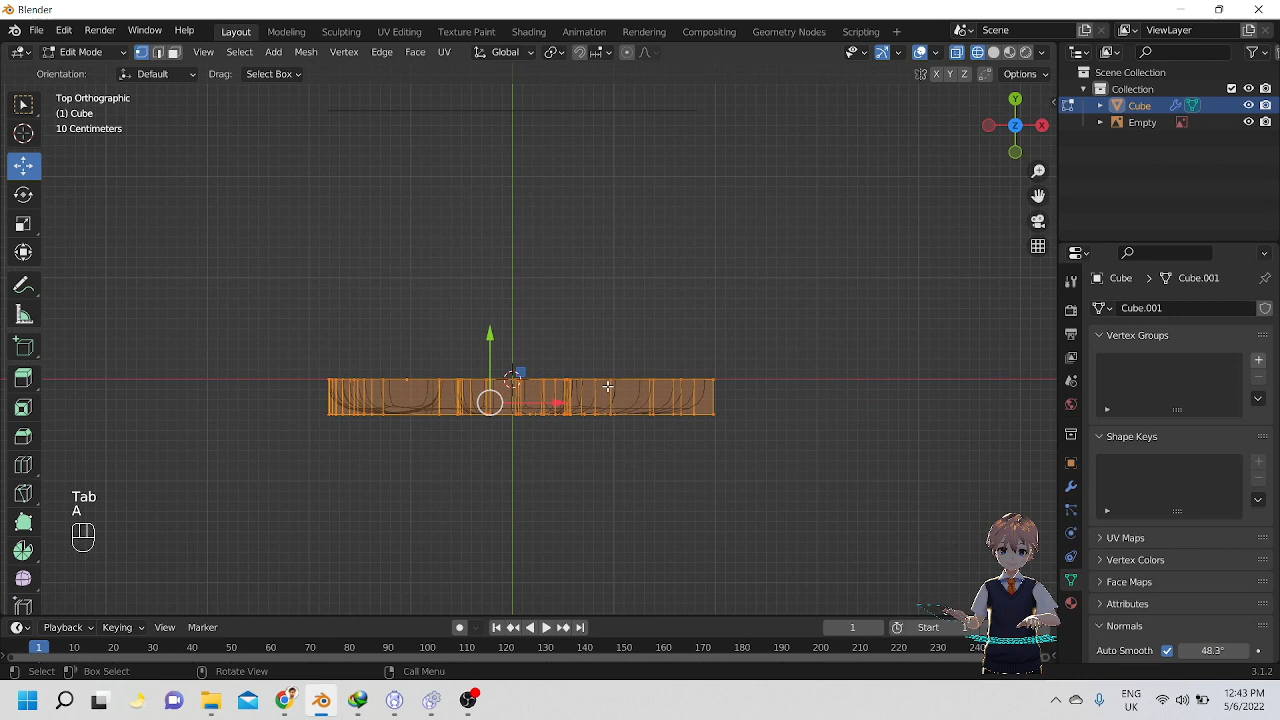 Blender
File Edit Render Window Help Layout Modeling Sculpting UV Editing Texture Paint Shading Animation Rendering Compositing Geometry Nodes Scripting + Scene ViewLayer
Edit Mode View Select Add Mesh Vertex Edge Face UV Global
Orientation: Default Drag: Select Box X Y Z Options
Top Orthographic
(1) Cube
10 Centimeters
Y
Z X
Scene Collection
Collection
Cube
Empty
Cube > Cube.001
Cube.001
Vertex Groups
Shape Keys
UV Maps
Vertex Colors
Face Maps
Attributes
Normals
Auto Smooth 48.3°
Tab
A
Playback Keying View Marker 1 Start 1
1 10 20 30 40 50 60 70 80 90 100 110 120 130 140 150 160 170 180 190 200 210 220 230 240
Select Box Select Rotate View Call Menu 3.1.2
ENG
UK
12:43 PM
5/6/2022